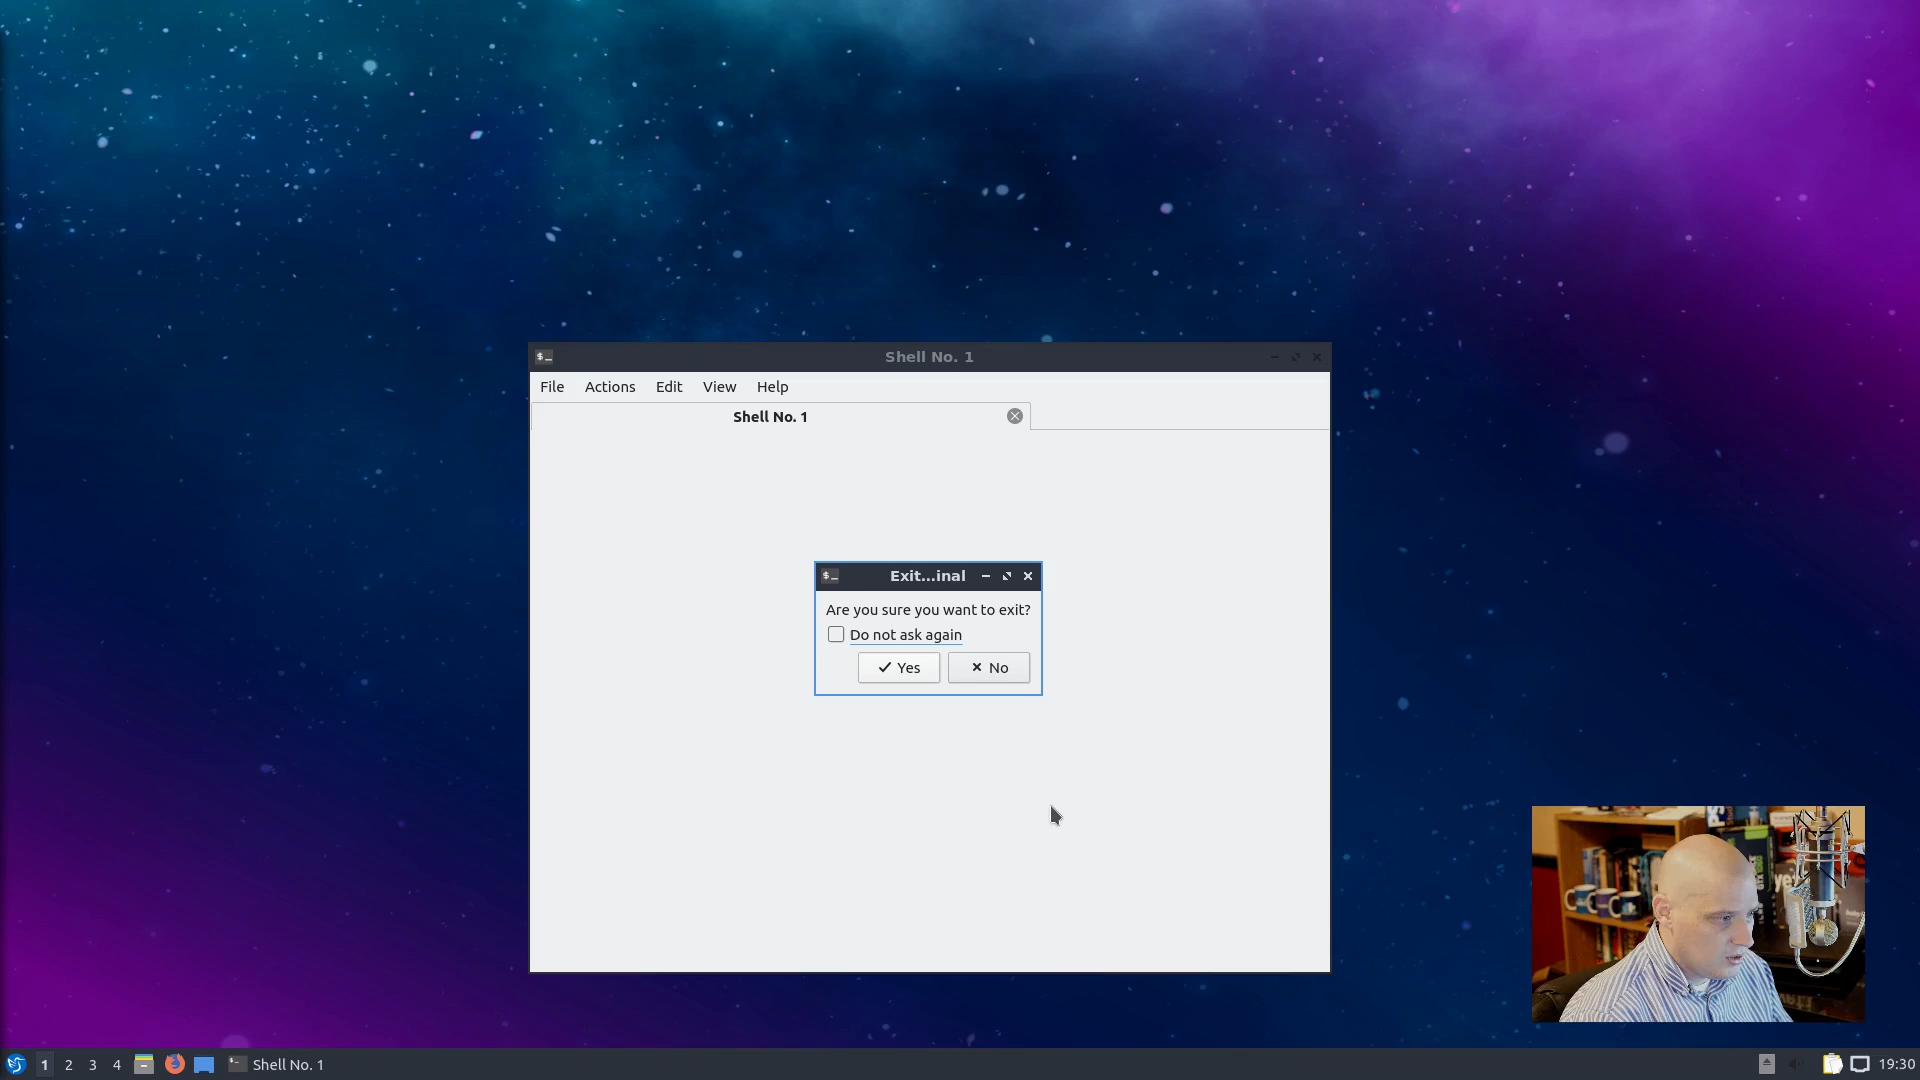 Shell No. 1
File Actions Edit View Help
Shell No. 1
Exit...inal
Are you sure you want to exit?
Do not ask again
Yes No
1 2 3 4 Shell No. 1 19:30